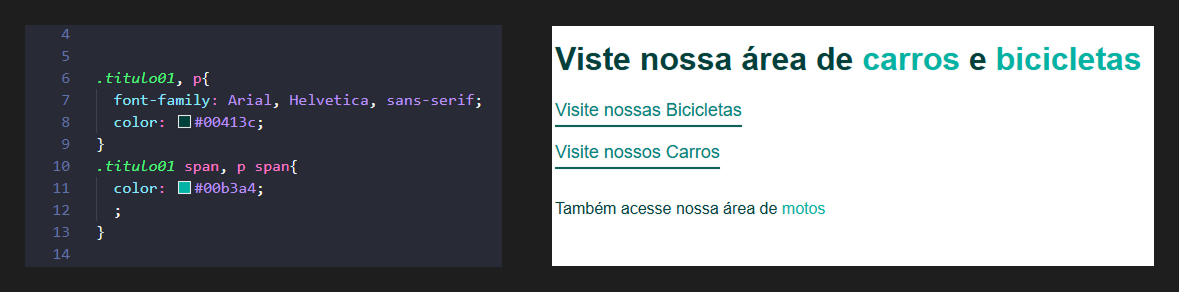 4
5
6 .titulo01, p{
7 font-family: Arial, Helvetica, sans-serif;
8 color: #00413c;
9 }
10 .titulo01 span, p span{
11 color: #00b3a4;
12 ;
13 }
14
Viste nossa área de carros e bicicletas
Visite nossas Bicicletas
Visite nossos Carros
Também acesse nossa área de motos